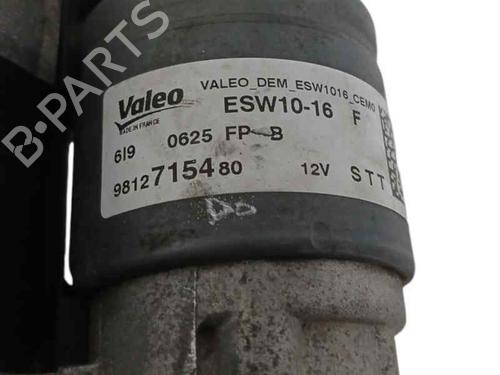 B-PARTS
Valeo
MADE IN FRANCE
VALEO_DEM_ESW1016_CEMO
ESW10-16 F
6I9 0625 FP-B
9812715480 12V STT